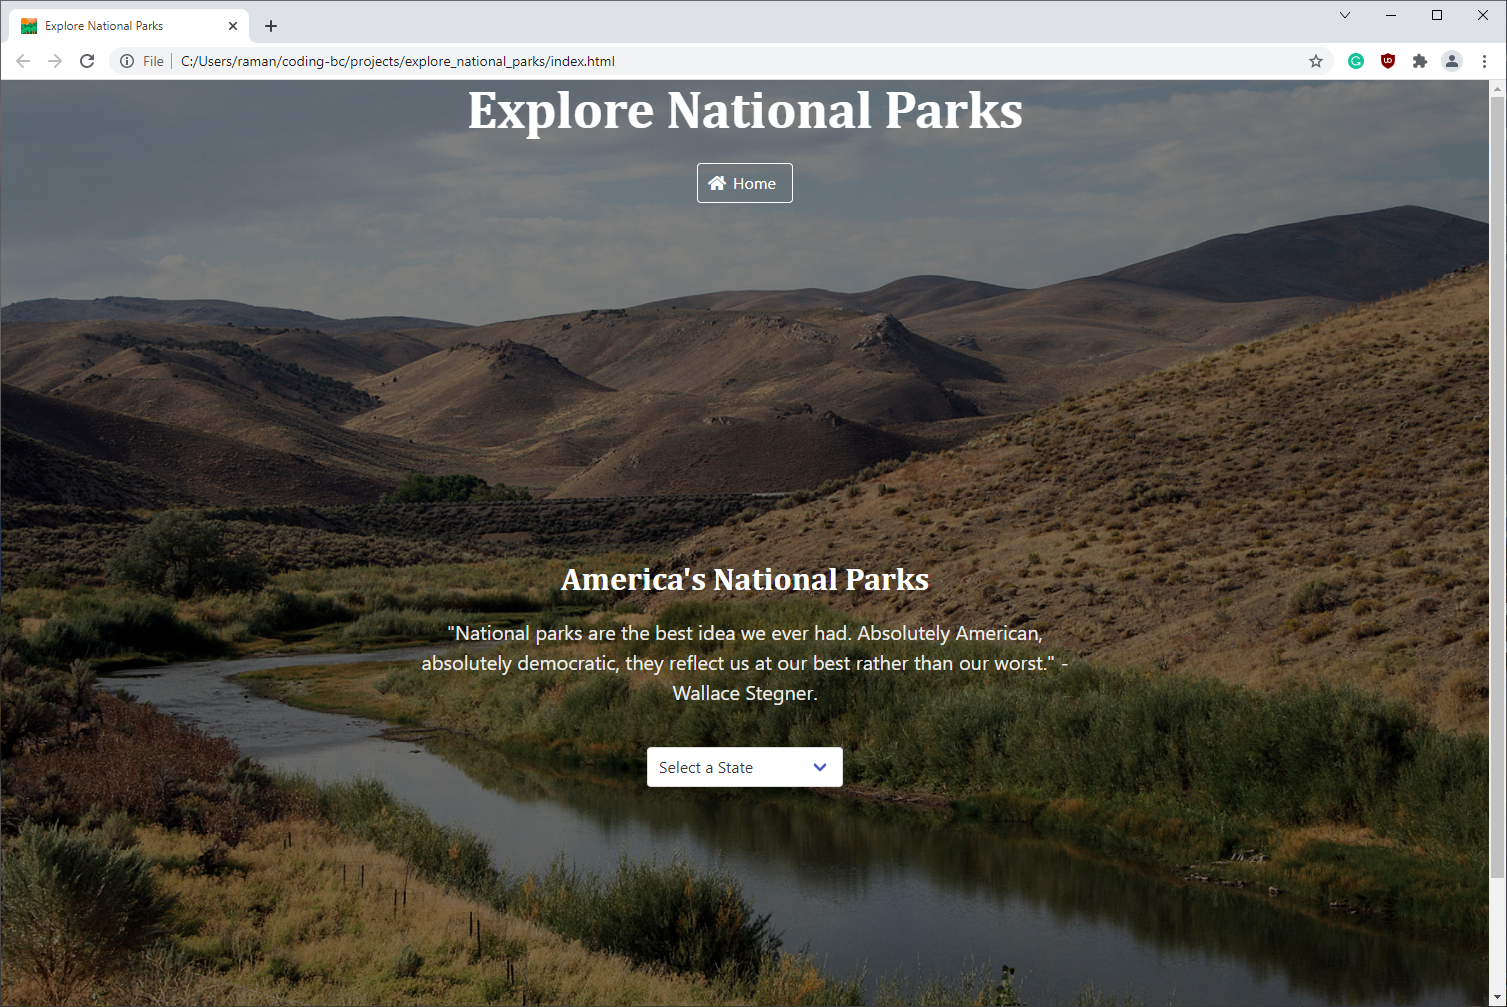 Explore National Parks
File
C:/Users/raman/coding-bc/projects/explore_national_parks/index.html
Explore National Parks
Home
America's National Parks
"National parks are the best idea we ever had. Absolutely American,
absolutely democratic, they reflect us at our best rather than our worst." -
Wallace Stegner.
Select a State